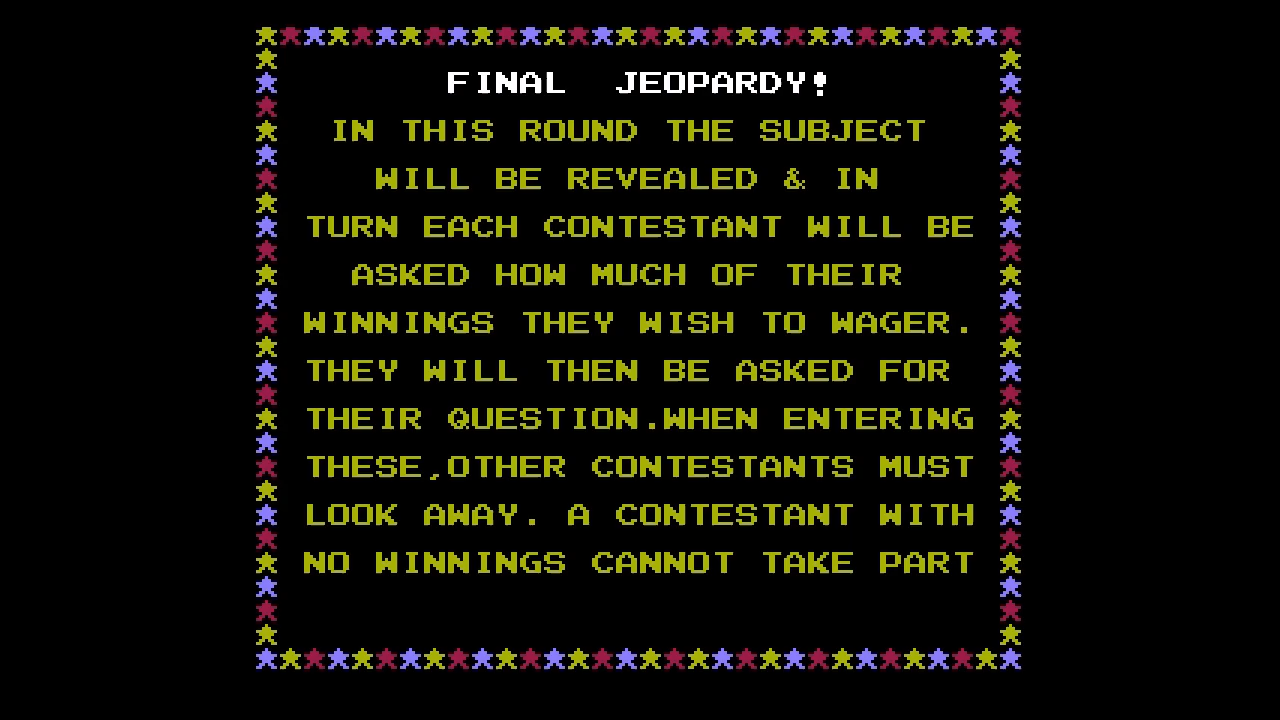 FINAL JEOPARDY!
IN THIS ROUND THE SUBJECT
WILL BE REVEALED & IN
TURN EACH CONTESTANT WILL BE
ASKED HOW MUCH OF THEIR
WINNINGS THEY WISH TO WAGER.
THEY WILL THEN BE ASKED FOR
THEIR QUESTION.WHEN ENTERING
THESE,OTHER CONTESTANTS MUST
LOOK AWAY. A CONTESTANT WITH
NO WINNINGS CANNOT TAKE PART